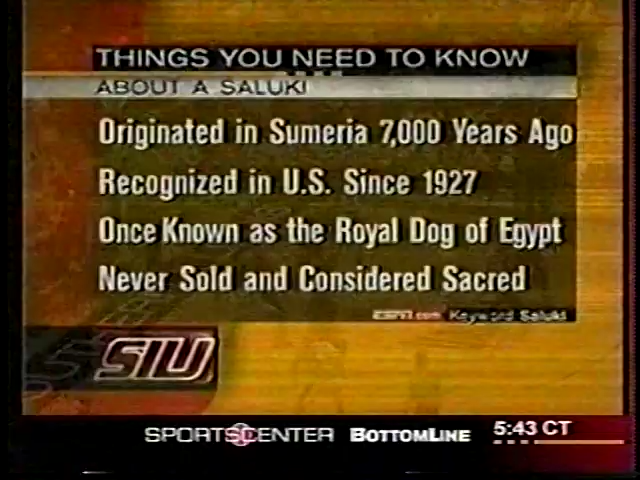 THINGS YOU NEED TO KNOW
ABOUT A SALUKI
Originated in Sumeria 7,000 Years Ago
Recognized in U.S. Since 1927
Once Known as the Royal Dog of Egypt
Never Sold and Considered Sacred
ESPN.com Keyword Saluki
SIU
SPORTSCENTER BOTTOMLINE 5:43 CT